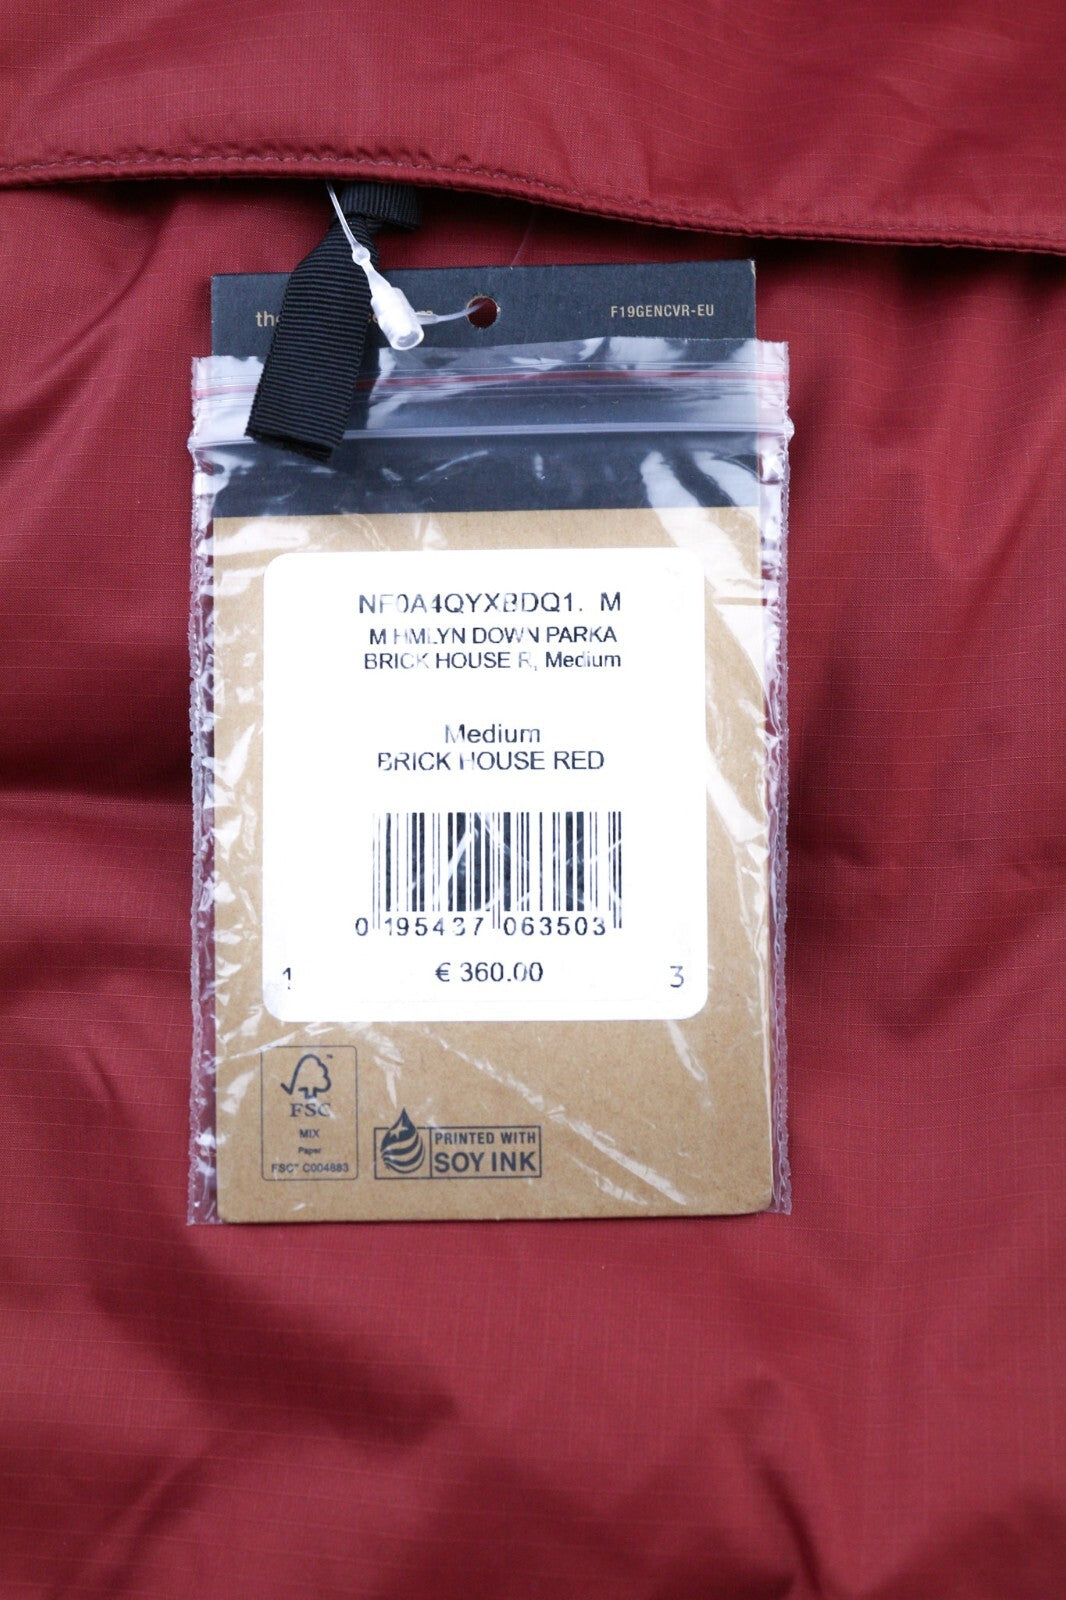 F19GENCVR-EU
NF0A4QYXBDQ1. M
M HMLYN DOWN PARKA
BRICK HOUSE R, Medium
Medium
BRICK HOUSE RED
0 195437 063503
€ 360.00
1
3
FSC
MIX
Paper
FSC™ C004883
PRINTED WITH
SOY INK